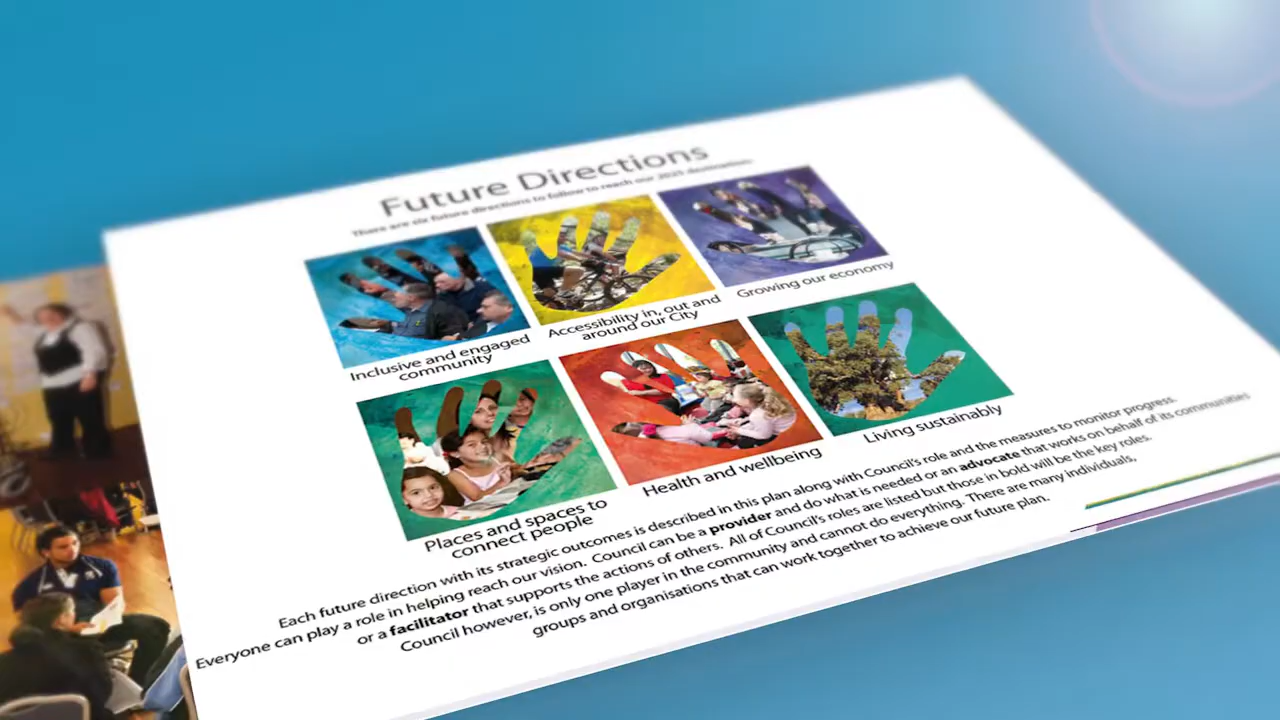 Future Directions
There are six future directions to follow to reach our 2025 destination:
Inclusive and engaged
community
Accessibility in, out and
around our City
Growing our economy
Places and spaces to
connect people
Health and wellbeing
Living sustainably
Each future direction with its strategic outcomes is described in this plan along with Council's role and the measures to monitor progress.
Everyone can play a role in helping reach our vision. Council can be a provider and do what is needed or an advocate that works on behalf of its communities
or a facilitator that supports the actions of others. All of Council's roles are listed but those in bold will be the key roles.
Council however, is only one player in the community and cannot do everything. There are many individuals,
groups and organisations that can work together to achieve our future plan.